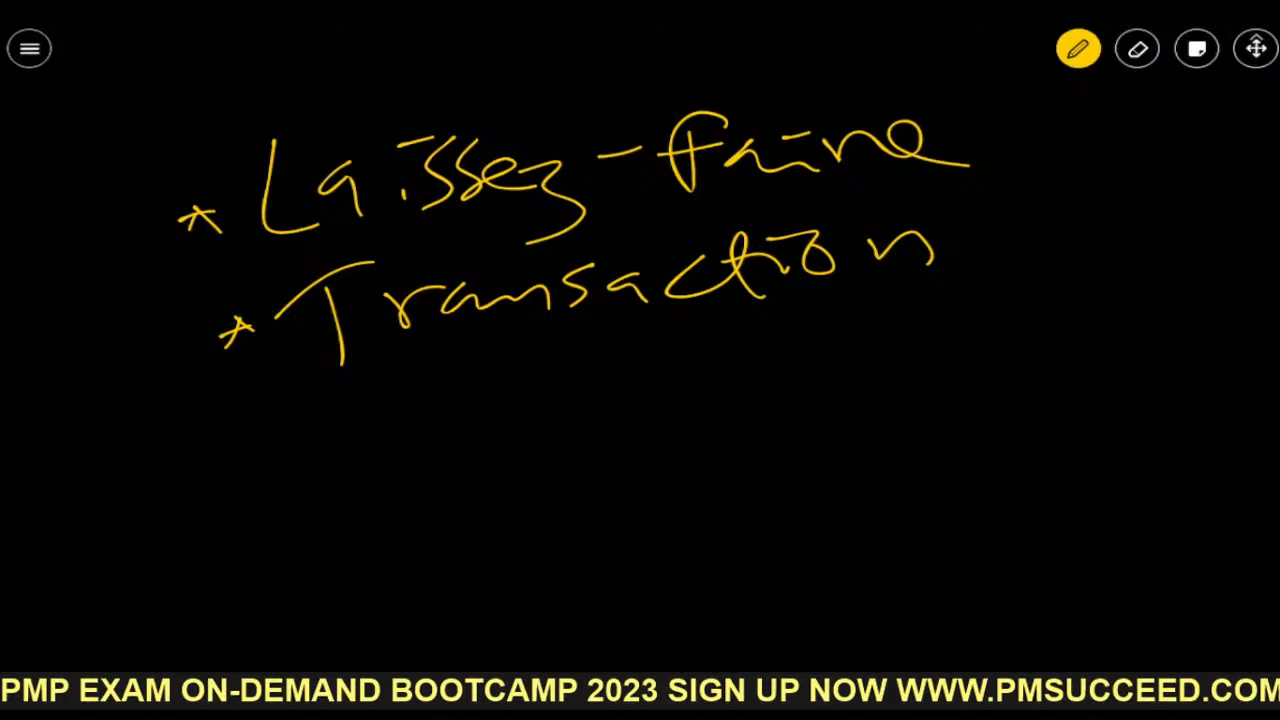 * Laissez-faire
* Transaction
PMP EXAM ON-DEMAND BOOTCAMP 2023 SIGN UP NOW WWW.PMSUCCEED.COM